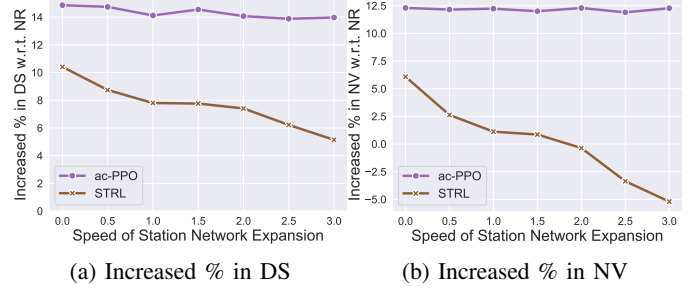 Increased % in DS w.r.t. NR
14
12
10
8
6
4
2
0
ac-PPO
STRL
0.0 0.5 1.0 1.5 2.0 2.5 3.0
Speed of Station Network Expansion
(a) Increased % in DS
Increased % in NV w.r.t. NR
12.5
10.0
7.5
5.0
2.5
0.0
−2.5
−5.0
ac-PPO
STRL
0.0 0.5 1.0 1.5 2.0 2.5 3.0
Speed of Station Network Expansion
(b) Increased % in NV